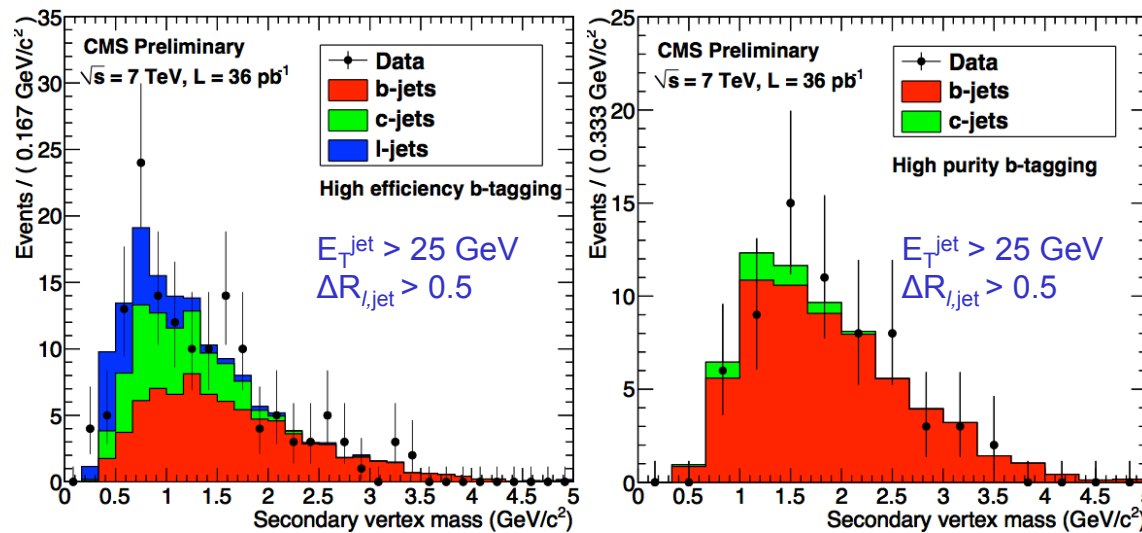 Events / ( 0.167 GeV/c²)
35
30
25
20
15
10
5
0
CMS Preliminary
√s = 7 TeV, L = 36 pb⁻¹
Data
b-jets
c-jets
l-jets
High efficiency b-tagging
E_T^jet > 25 GeV
ΔR_l,jet > 0.5
0 0.5 1 1.5 2 2.5 3 3.5 4 4.5 5
Secondary vertex mass (GeV/c²)
Events / ( 0.333 GeV/c²)
25
20
15
10
5
0
CMS Preliminary
√s = 7 TeV, L = 36 pb⁻¹
Data
b-jets
c-jets
High purity b-tagging
E_T^jet > 25 GeV
ΔR_l,jet > 0.5
0 0.5 1 1.5 2 2.5 3 3.5 4 4.5
Secondary vertex mass (GeV/c²)